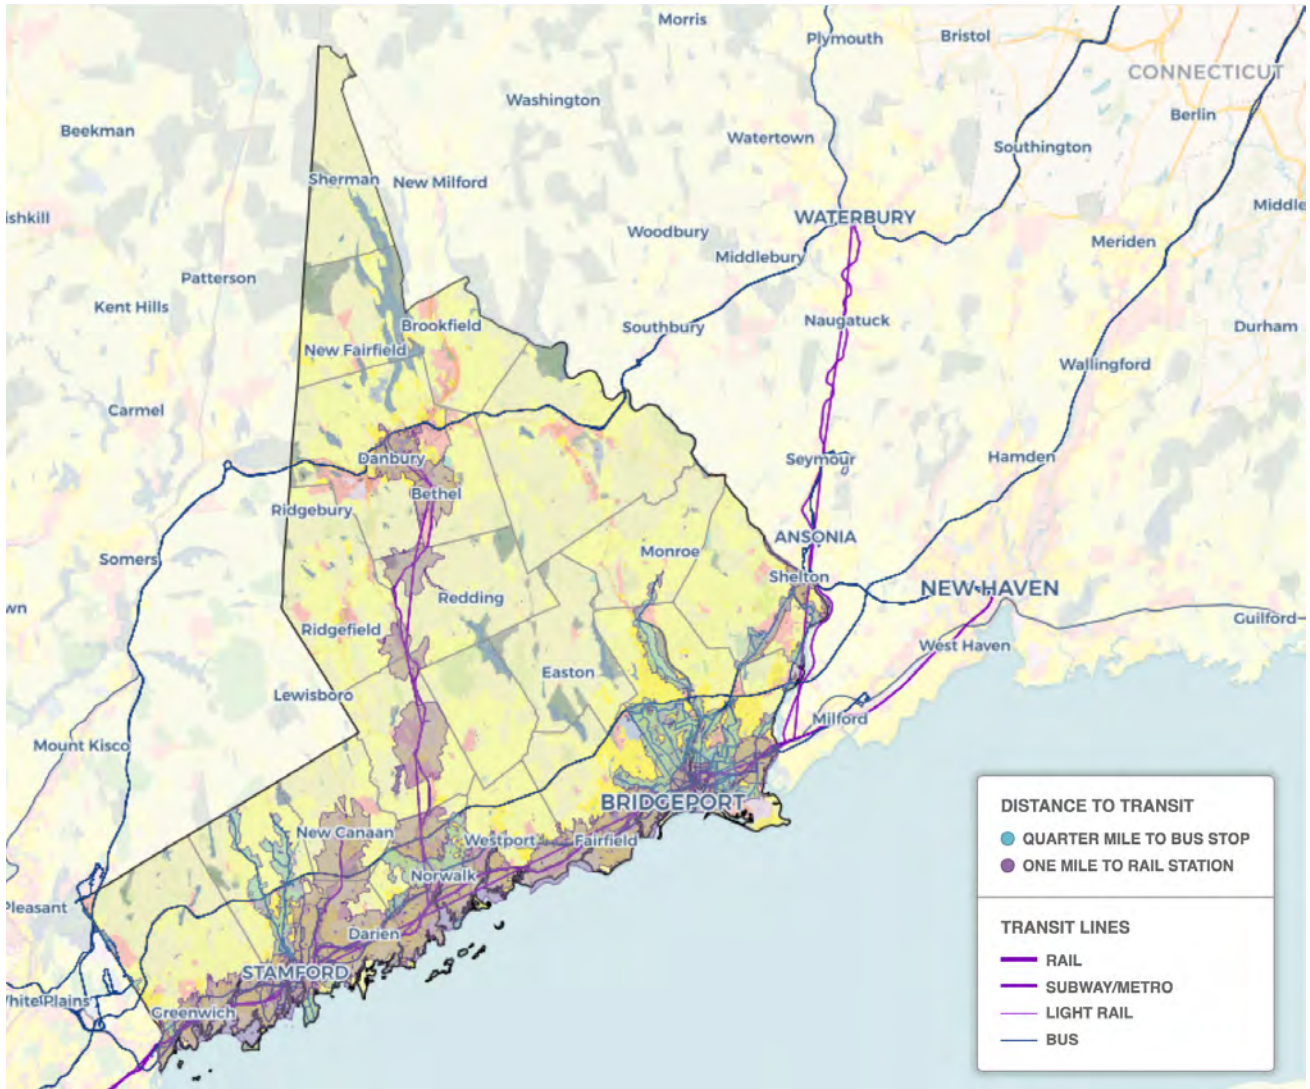 Morris
Plymouth
Bristol
CONNECTICUT
Washington
Berlin
Beekman
Watertown
Southington
Sherman
New Milford
ishkill
Middle
WATERBURY
Woodbury
Meriden
Middlebury
Patterson
Kent Hills
Naugatuck
Brookfield
Southbury
Durham
New Fairfield
Wallingford
Carmel
Danbury
Seymour
Hamden
Bethel
Ridgebury
ANSONIA
Monroe
Somers
Shelton
NEW HAVEN
Redding
wn
Guilford
Ridgefield
West Haven
Easton
Lewisboro
Milford
Mount Kisco
BRIDGEPORT
New Canaan
Westport
Fairfield
Norwalk
Pleasant
Darien
STAMFORD
White Plains
Greenwich
DISTANCE TO TRANSIT
QUARTER MILE TO BUS STOP
ONE MILE TO RAIL STATION
TRANSIT LINES
RAIL
SUBWAY/METRO
LIGHT RAIL
BUS